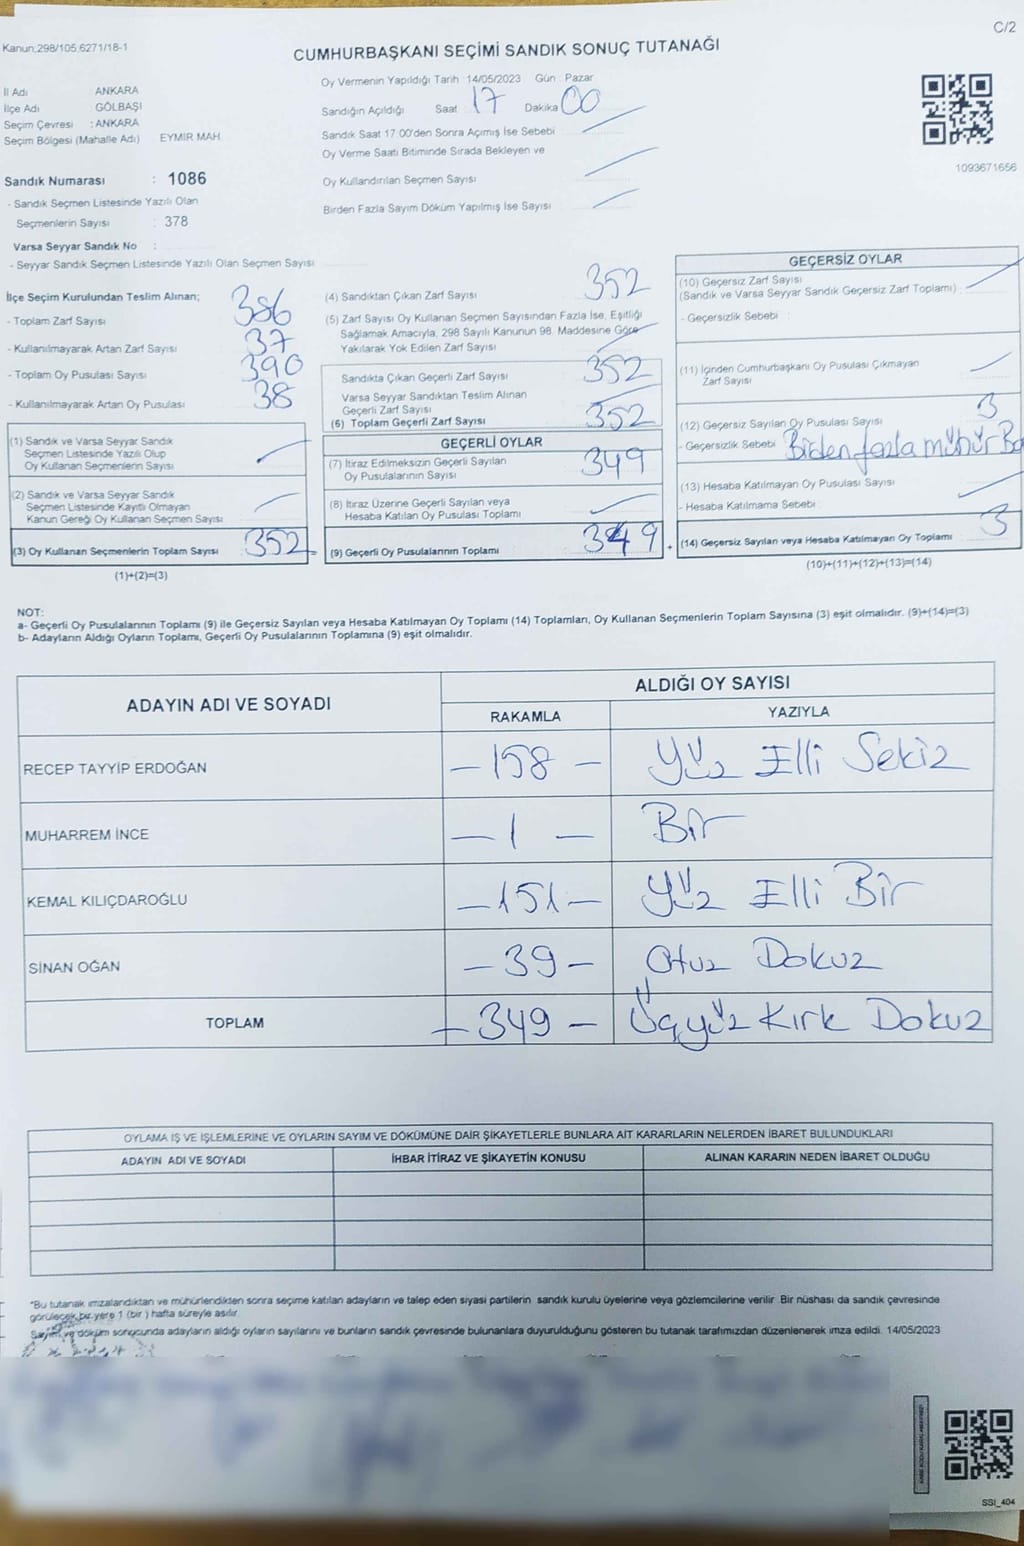 C/2
Kanun;298/105,6271/18-1
CUMHURBAŞKANI SEÇİMİ SANDIK SONUÇ TUTANAĞI
İl Adı ANKARA
İlçe Adı GÖLBAŞI
Seçim Çevresi : ANKARA
Seçim Bölgesi (Mahalle Adı) EYMİR MAH.
Sandık Numarası : 1086
- Sandık Seçmen Listesinde Yazılı Olan
Seçmenlerin Sayısı : 378
Varsa Seyyar Sandık No :
- Seyyar Sandık Seçmen Listesinde Yazılı Olan Seçmen Sayısı
Oy Vermenin Yapıldığı Tarih : 14/05/2023 Gün : Pazar
Sandığın Açıldığı Saat 17 Dakika 00
Sandık Saat 17.00'den Sonra Açımış İse Sebebi
Oy Verme Saati Bitiminde Sırada Bekleyen ve
Oy Kullandırılan Seçmen Sayısı
Birden Fazla Sayım Döküm Yapılmış İse Sayısı
1093671656
İlçe Seçim Kurulundan Teslim Alınan;
- Toplam Zarf Sayısı 386
- Kullanılmayarak Artan Zarf Sayısı 37
- Toplam Oy Pusulası Sayısı 390
- Kullanılmayarak Artan Oy Pusulası 38
(1) Sandık ve Varsa Seyyar Sandık
Seçmen Listesinde Yazılı Olup
Oy Kullanan Seçmenlerin Sayısı
(2) Sandık ve Varsa Seyyar Sandık
Seçmen Listesinde Kayıtlı Olmayan
Kanun Gereği Oy Kullanan Seçmen Sayısı
(3) Oy Kullanan Seçmenlerin Toplam Sayısı 352
(1)+(2)=(3)
(4) Sandıktan Çıkan Zarf Sayısı 352
(5) Zarf Sayısı Oy Kullanan Seçmen Sayısından Fazla İse, Eşitliği
Sağlamak Amacıyla, 298 Sayılı Kanunun 98. Maddesine Göre
Yakılarak Yok Edilen Zarf Sayısı
Sandıkta Çıkan Geçerli Zarf Sayısı 352
Varsa Seyyar Sandıktan Teslim Alınan
Geçerli Zarf Sayısı
(6) Toplam Geçerli Zarf Sayısı 352
GEÇERLİ OYLAR
(7) İtiraz Edilmeksizin Geçerli Sayılan
Oy Pusulalarının Sayısı 349
(8) İtiraz Üzerine Geçerli Sayılan veya
Hesaba Katılan Oy Pusulası Toplamı
(9) Geçerli Oy Pusulalarının Toplamı 349
GEÇERSİZ OYLAR
(10) Geçersiz Zarf Sayısı
(Sandık ve Varsa Seyyar Sandık Geçersiz Zarf Toplamı) :
- Geçersizlik Sebebi :
(11) İçinden Cumhurbaşkanı Oy Pusulası Çıkmayan
Zarf Sayısı
(12) Geçersiz Sayılan Oy Pusulası Sayısı 3
- Geçersizlik Sebebi Birden fazla mühür
(13) Hesaba Katılmayan Oy Pusulası Sayısı
- Hesaba Katılmama Sebebi
(14) Geçersiz Sayılan veya Hesaba Katılmayan Oy Toplamı 3
(10)+(11)+(12)+(13)=(14)
NOT:
a- Geçerli Oy Pusulalarının Toplamı (9) ile Geçersiz Sayılan veya Hesaba Katılmayan Oy Toplamı (14) Toplamları, Oy Kullanan Seçmenlerin Toplam Sayısına (3) eşit olmalıdır. (9)+(14)=(3)
b- Adayların Aldığı Oyların Toplamı, Geçerli Oy Pusulalarının Toplamına (9) eşit olmalıdır.
ADAYIN ADI VE SOYADI ALDIĞI OY SAYISI
RAKAMLA YAZIYLA
RECEP TAYYİP ERDOĞAN -158- Yüz Elli Sekiz
MUHARREM İNCE -1- Bir
KEMAL KILIÇDAROĞLU -151- Yüz Elli Bir
SİNAN OĞAN -39- Otuz Dokuz
TOPLAM -349- Üçyüz Kırk Dokuz
OYLAMA İŞ VE İŞLEMLERİNE VE OYLARIN SAYIM VE DÖKÜMÜNE DAİR ŞİKAYETLERLE BUNLARA AİT KARARLARIN NELERDEN İBARET BULUNDUKLARI
ADAYIN ADI VE SOYADI İHBAR İTİRAZ VE ŞİKAYETİN KONUSU ALINAN KARARIN NEDEN İBARET OLDUĞU
*Bu tutanak imzalandıktan ve mühürlendikten sonra seçime katılan adayların ve talep eden siyasi partilerin sandık kurulu üyelerine veya gözlemcilerine verilir. Bir nüshası da sandık çevresinde
görülecek bir yere 1 (bir ) hafta süreyle asılır.
Sayım ve döküm sonucunda adayların aldığı oyların sayılarını ve bunların sandık çevresinde bulunanlara duyurulduğunu gösteren bu tutanak tarafımızdan düzenlenerek imza edildi. 14/05/2023
SSI_404